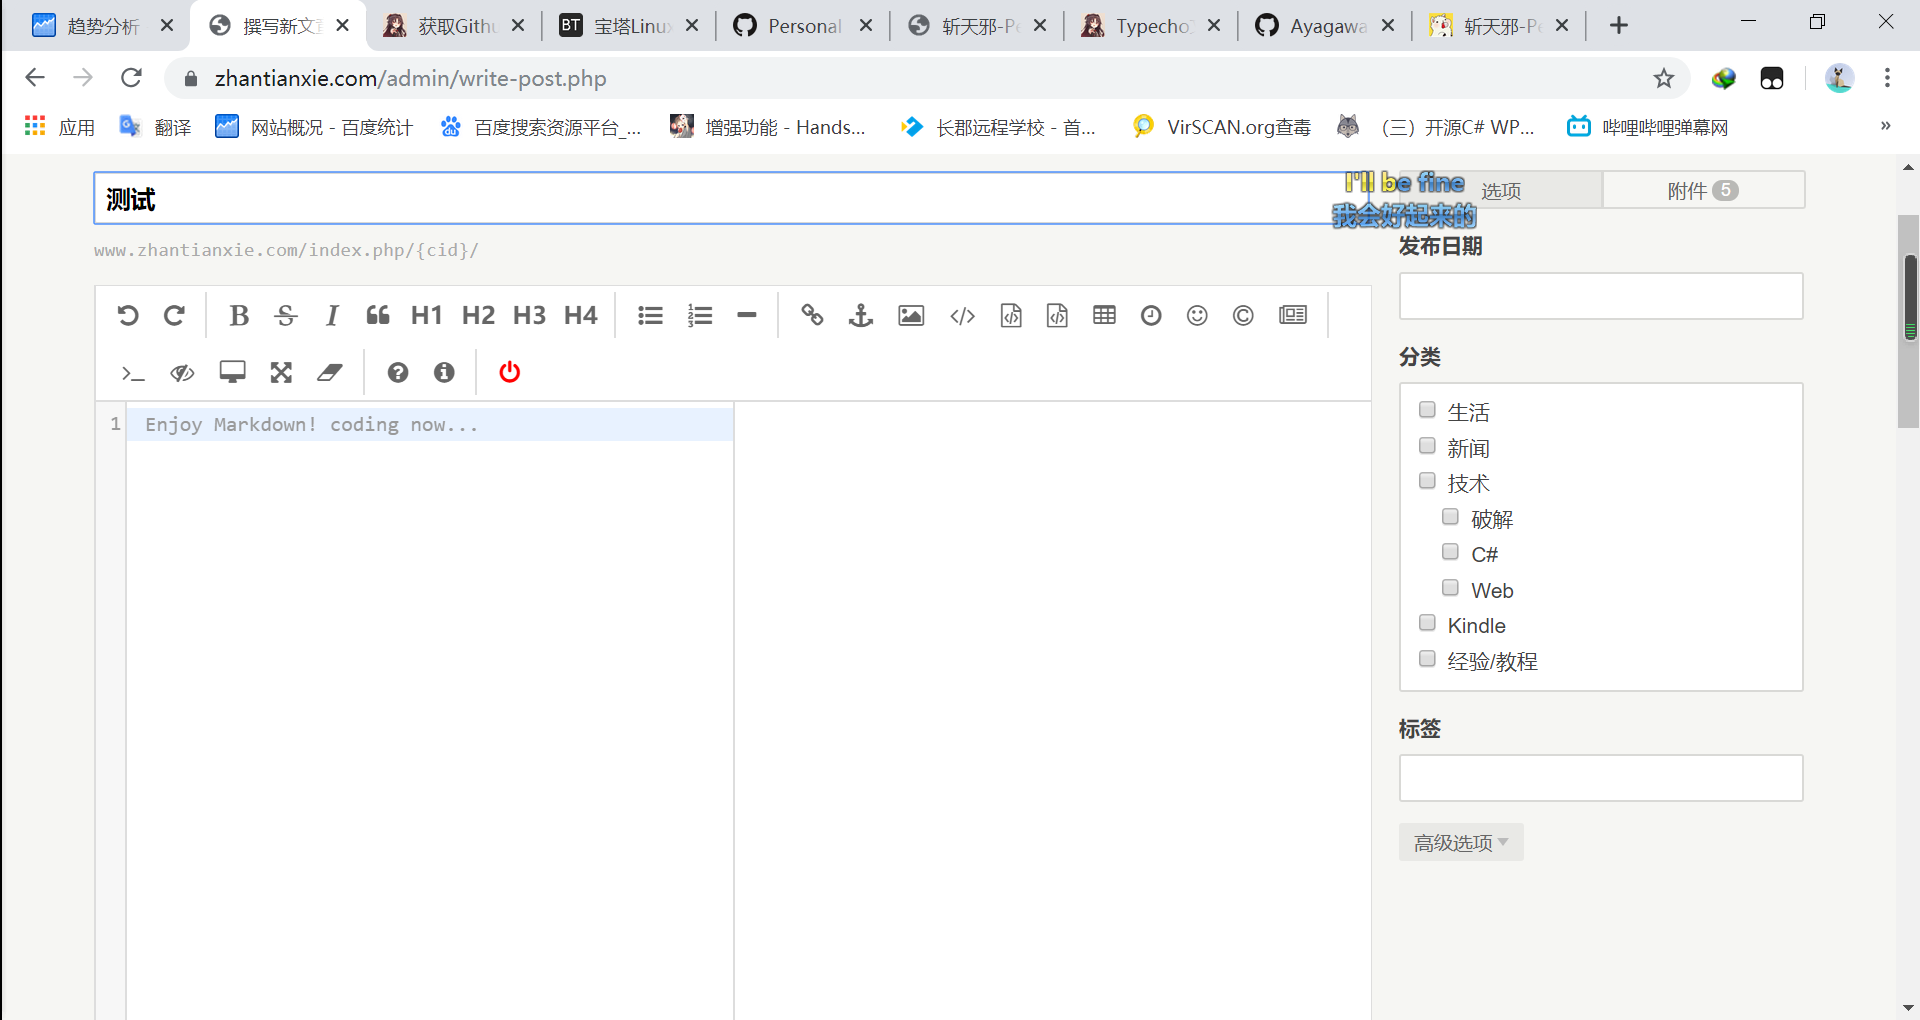 趋势分析
撰写新文章
获取Githu
宝塔Linux
Personal
斩天邪-Pe
Typecho
Ayagawa
斩天邪-Pe
zhantianxie.com/admin/write-post.php
应用 翻译 网站概况 - 百度统计 百度搜索资源平台_... 增强功能 - Hands... 长郡远程学校 - 首... VirSCAN.org查毒 （三）开源C# WP... 哔哩哔哩弹幕网 »
测试
I'll be fine
我会好起来的
选项
附件 5
www.zhantianxie.com/index.php/{cid}/
发布日期
B S I H1 H2 H3 H4
1 Enjoy Markdown! coding now...
分类
生活
新闻
技术
破解
C#
Web
Kindle
经验/教程
标签
高级选项